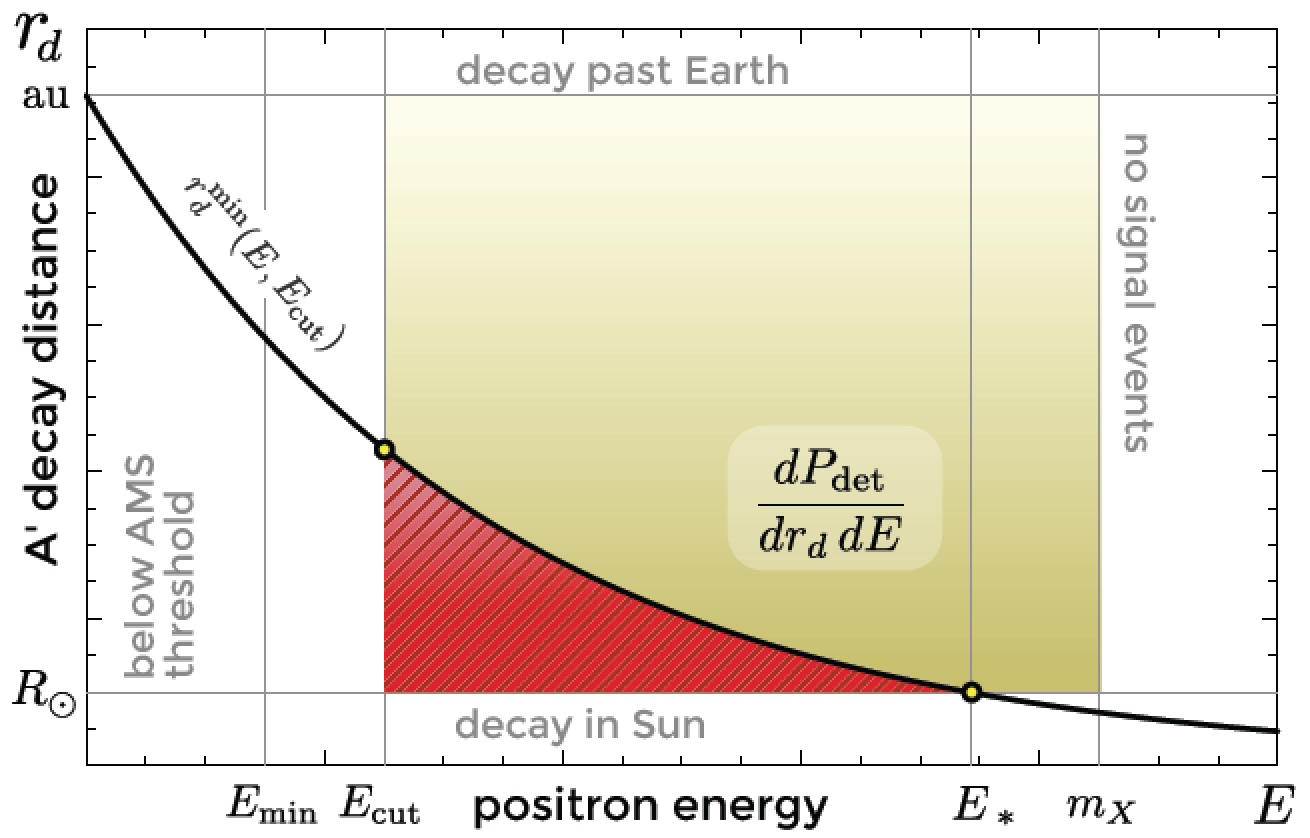 r_d
au
decay past Earth
A' decay distance
r_d^min(E, E_cut)
no signal events
dP_det
dr_d dE
below AMS
threshold
R_⊙
decay in Sun
E_min E_cut positron energy E_* m_X E